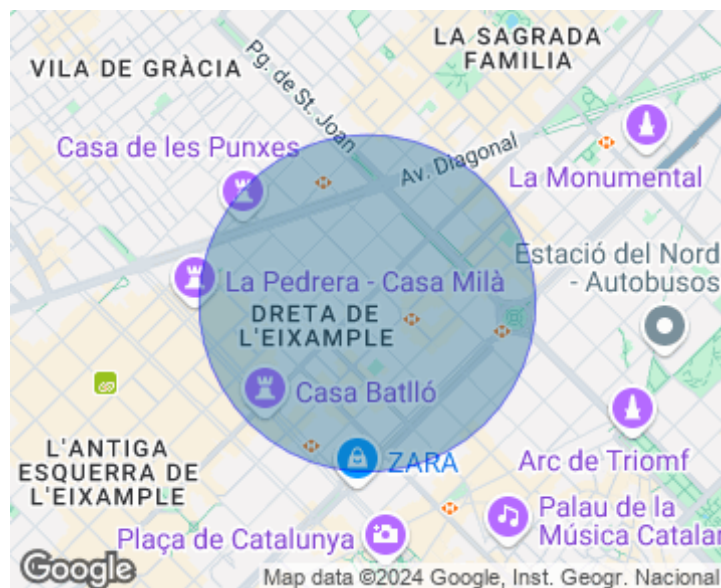 LA SAGRADA
FAMILIA
VILA DE GRÀCIA
Pg. de St. Joan
Casa de les Punxes
Av. Diagonal
La Monumental
Estació del Nord
- Autobusos
La Pedrera - Casa Milà
DRETA DE
L'EIXAMPLE
Casa Batlló
L'ANTIGA
ESQUERRA DE
L'EIXAMPLE
ZARA
Arc de Triomf
Palau de la
Música Catalan
Plaça de Catalunya
Google
Map data ©2024 Google, Inst. Geogr. Nacional